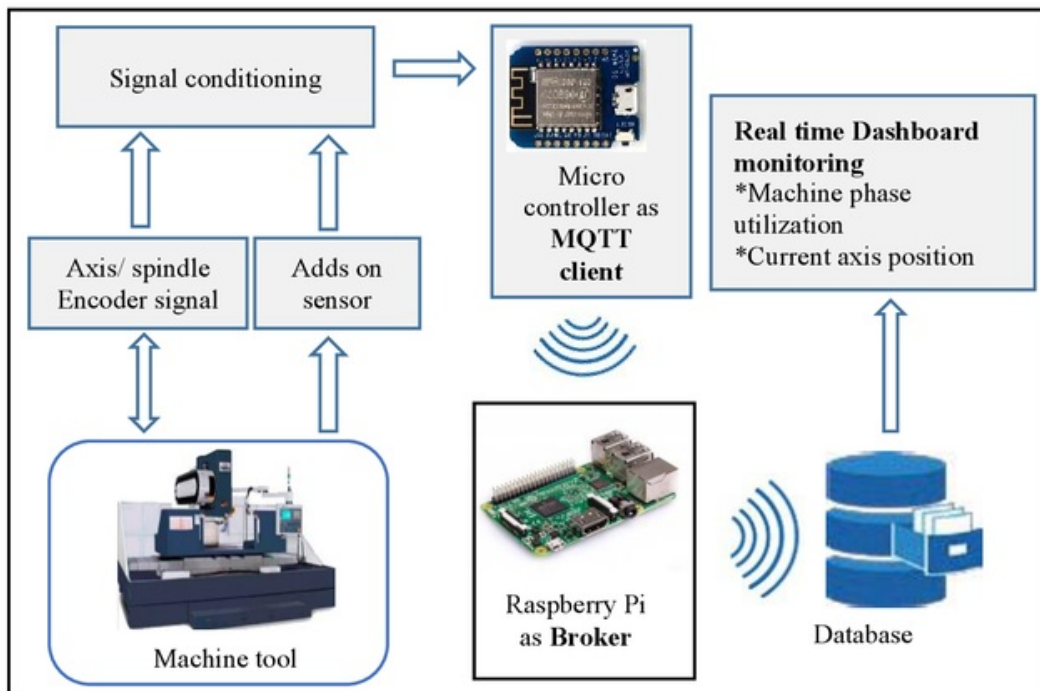 Signal conditioning
Micro
controller as
MQTT
client
Real time Dashboard
monitoring
*Machine phase
utilization
*Current axis position
Axis/ spindle
Encoder signal
Adds on
sensor
Machine tool
Raspberry Pi
as Broker
Database